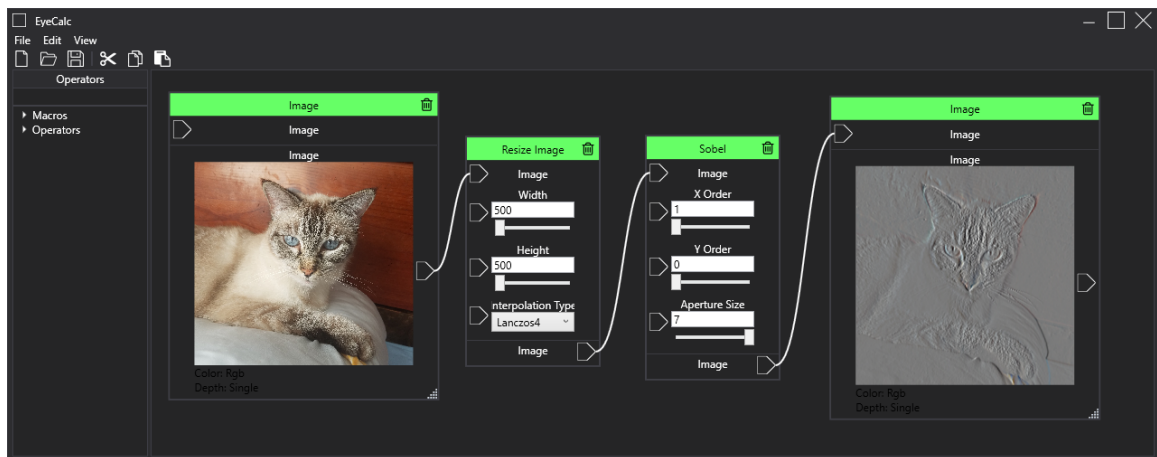 EyeCalc
File Edit View
Operators
Macros
Operators
Image
Image
Image
Color: Rgb
Depth: Single
Resize Image
Image
Width
500
Height
500
nterpolation Type
Lanczos4
Image
Sobel
Image
X Order
1
Y Order
0
Aperture Size
7
Image
Image
Image
Image
Color: Rgb
Depth: Single